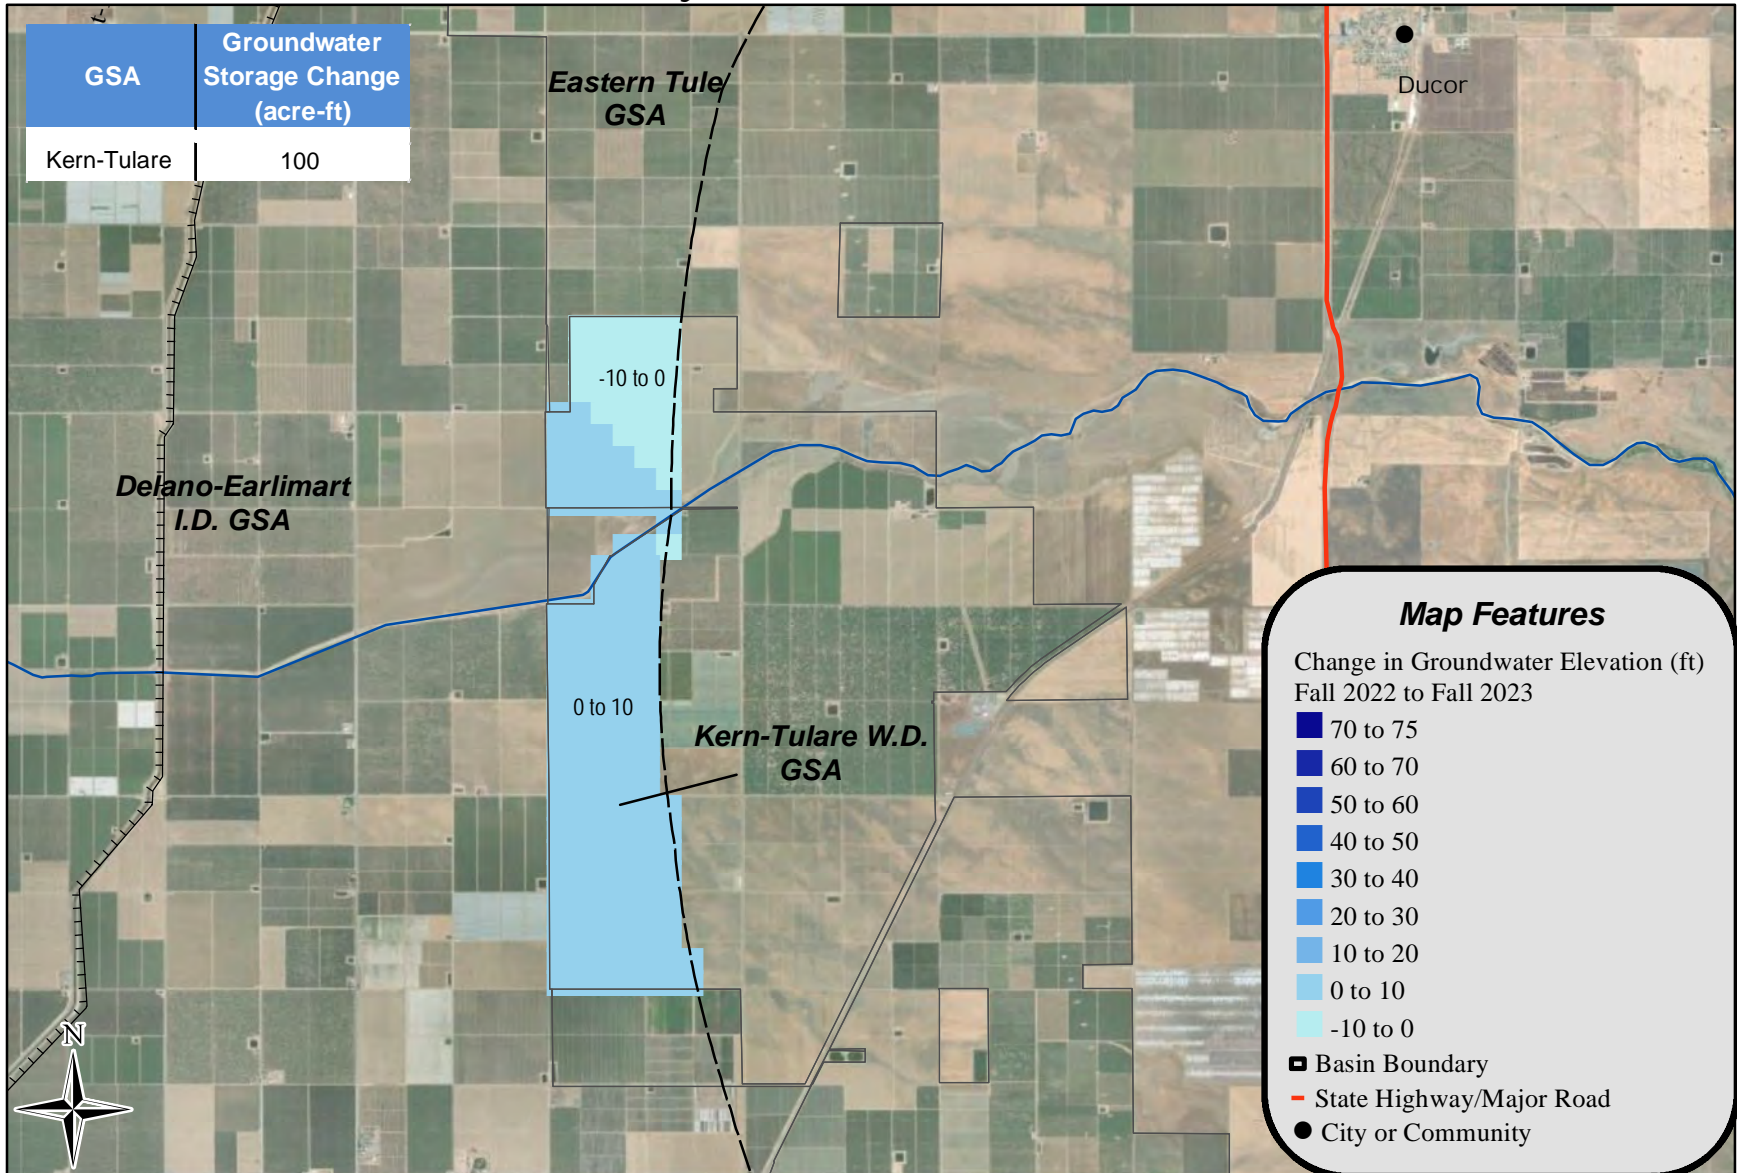 GSA
Groundwater
Storage Change
(acre-ft)
Kern-Tulare
100
Eastern Tule
GSA
Ducor
-10 to 0
Delano-Earlimart
I.D. GSA
0 to 10
Kern-Tulare W.D.
GSA
N
Map Features
Change in Groundwater Elevation (ft)
Fall 2022 to Fall 2023
70 to 75
60 to 70
50 to 60
40 to 50
30 to 40
20 to 30
10 to 20
0 to 10
-10 to 0
Basin Boundary
State Highway/Major Road
City or Community